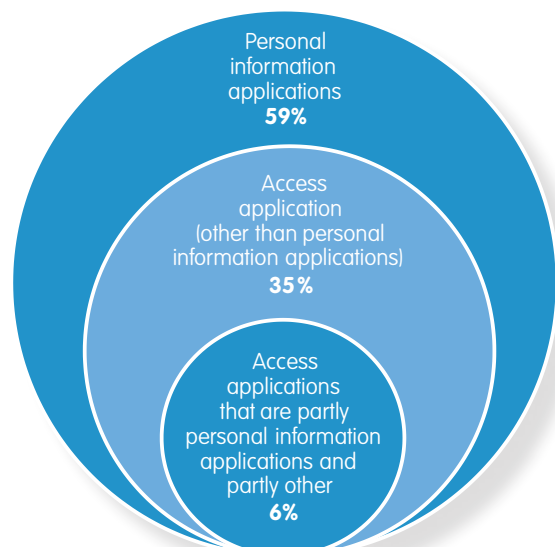 Personal
information
applications
59%
Access
application
(other than personal
information applications)
35%
Access
applications
that are partly
personal information
applications and
partly other
6%